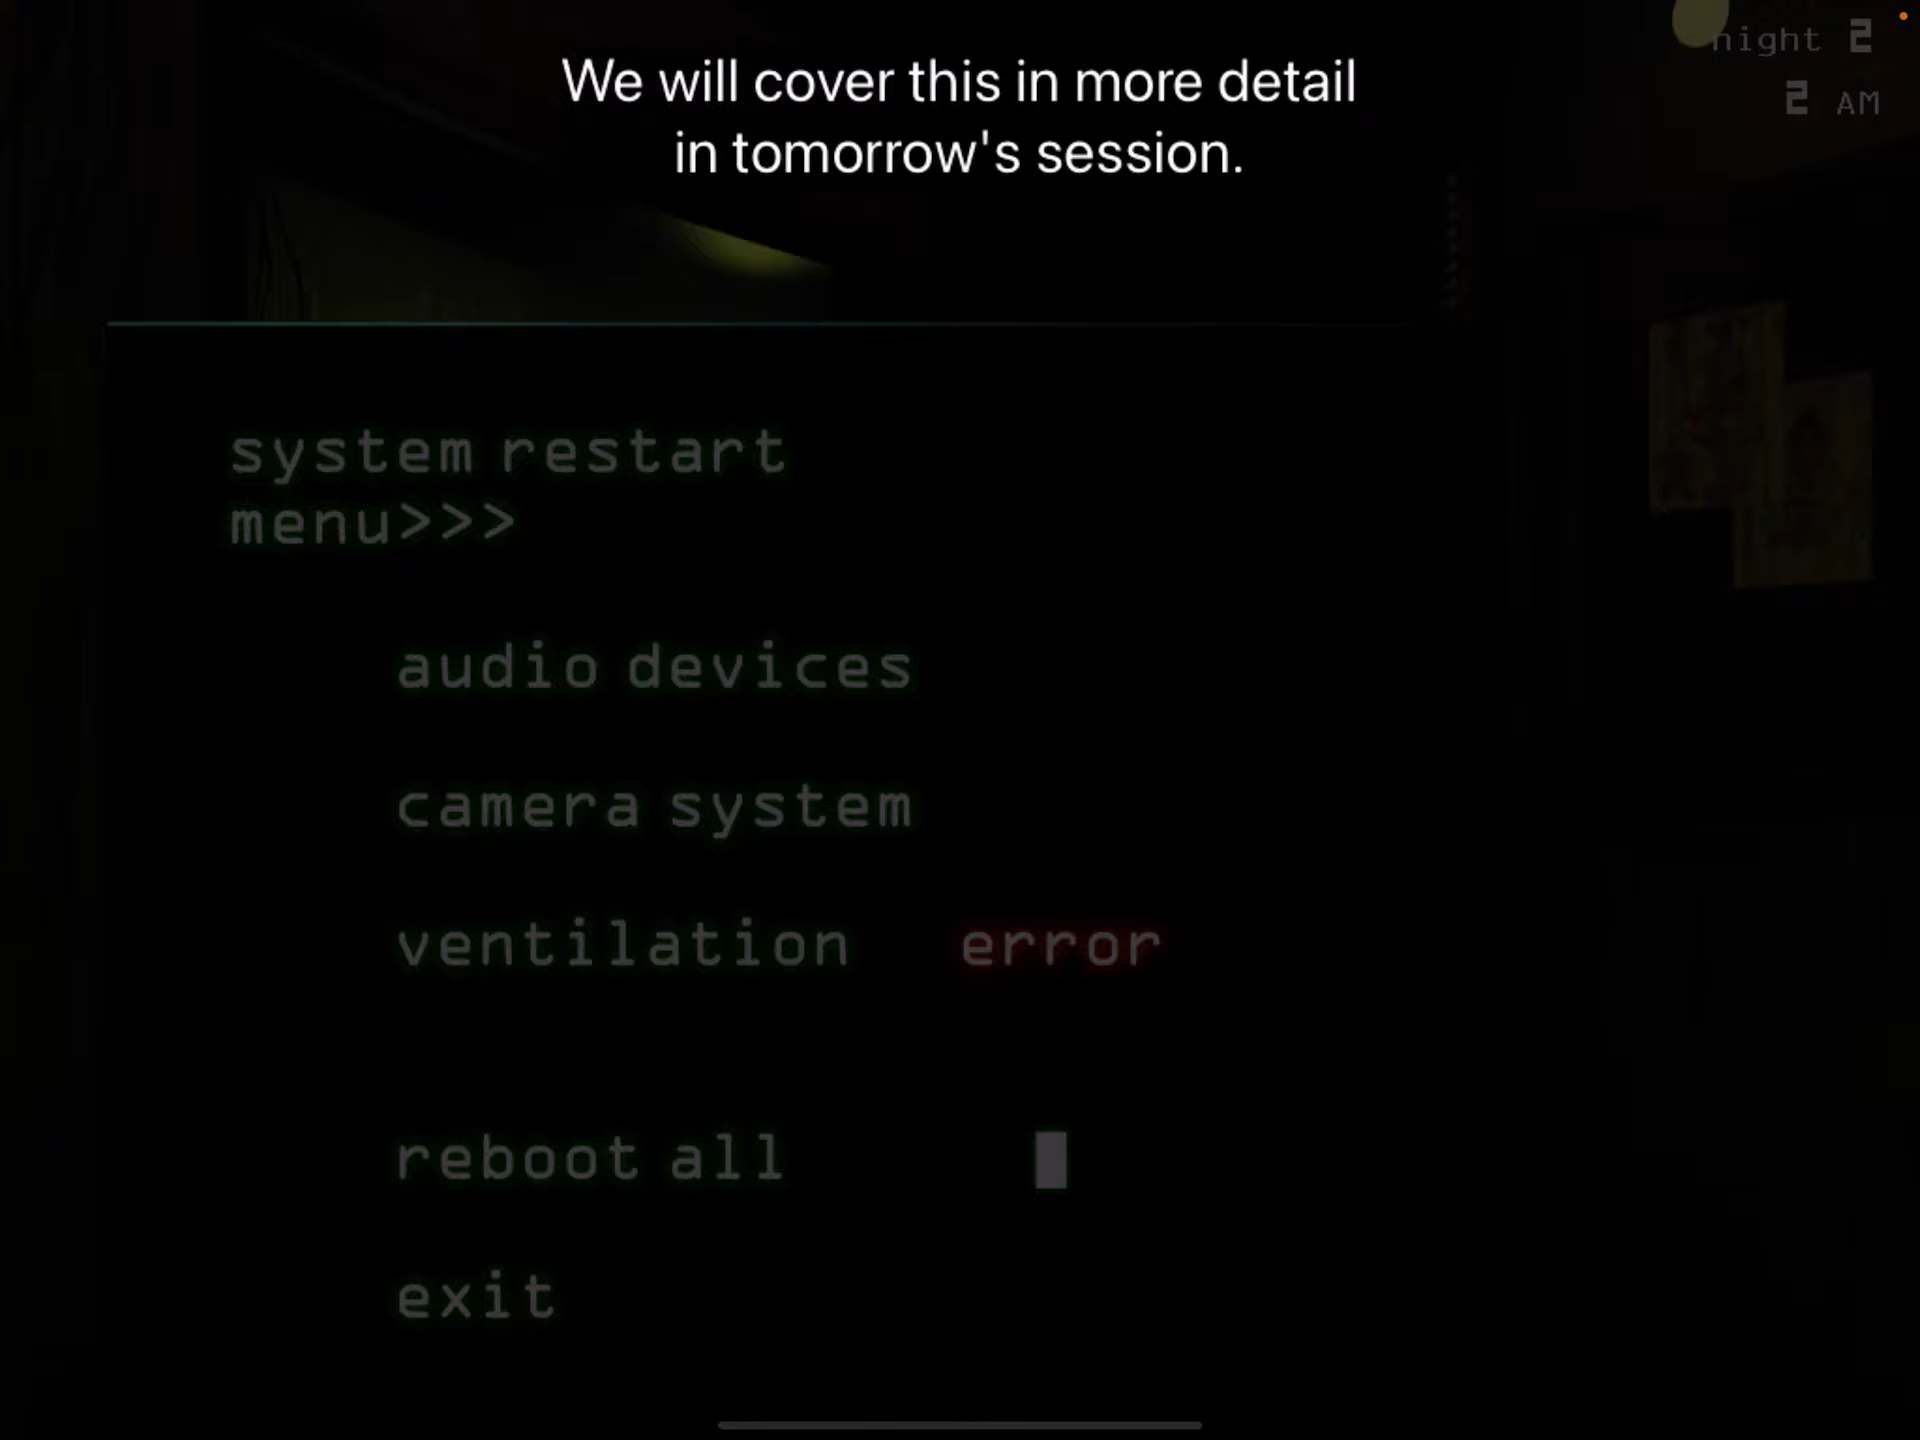 We will cover this in more detail
in tomorrow's session.
night 2
2 AM
system restart
menu>>>
audio devices
camera system
ventilation error
reboot all
exit